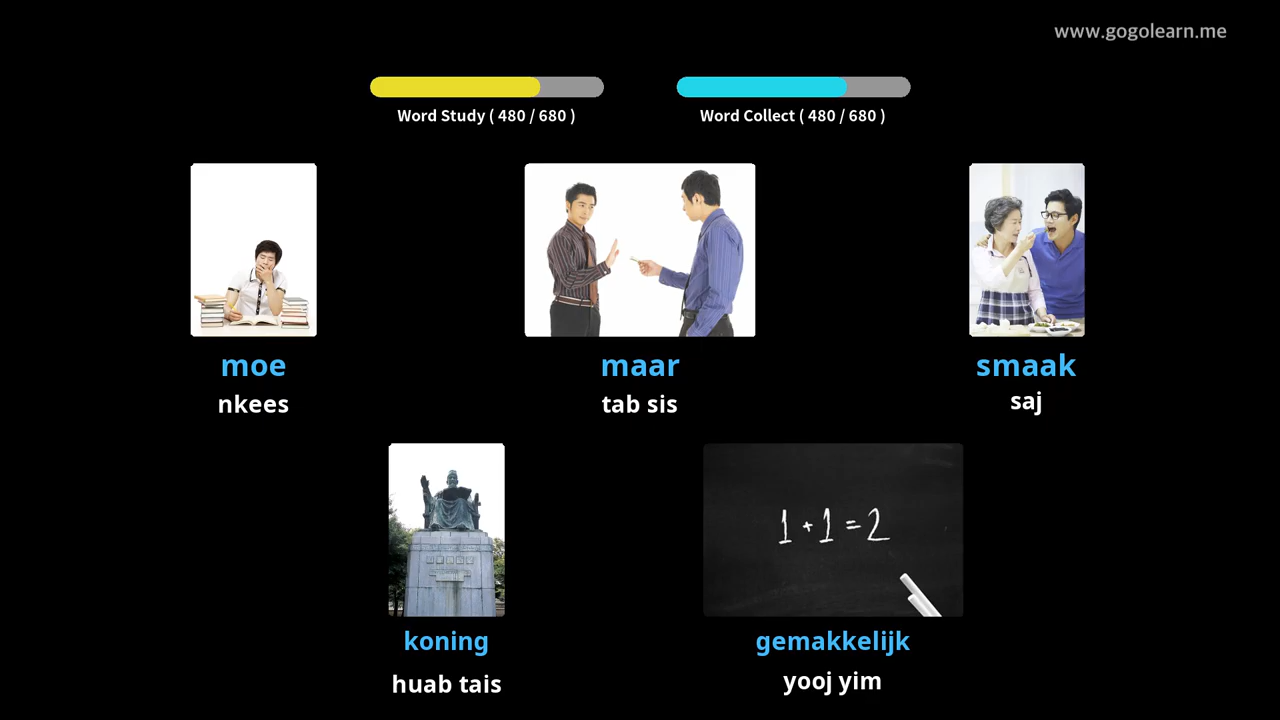 www.gogolearn.me
Word Study ( 480 / 680 )
Word Collect ( 480 / 680 )
moe
nkees
maar
tab sis
smaak
saj
1 + 1 = 2
koning
huab tais
gemakkelijk
yooj yim